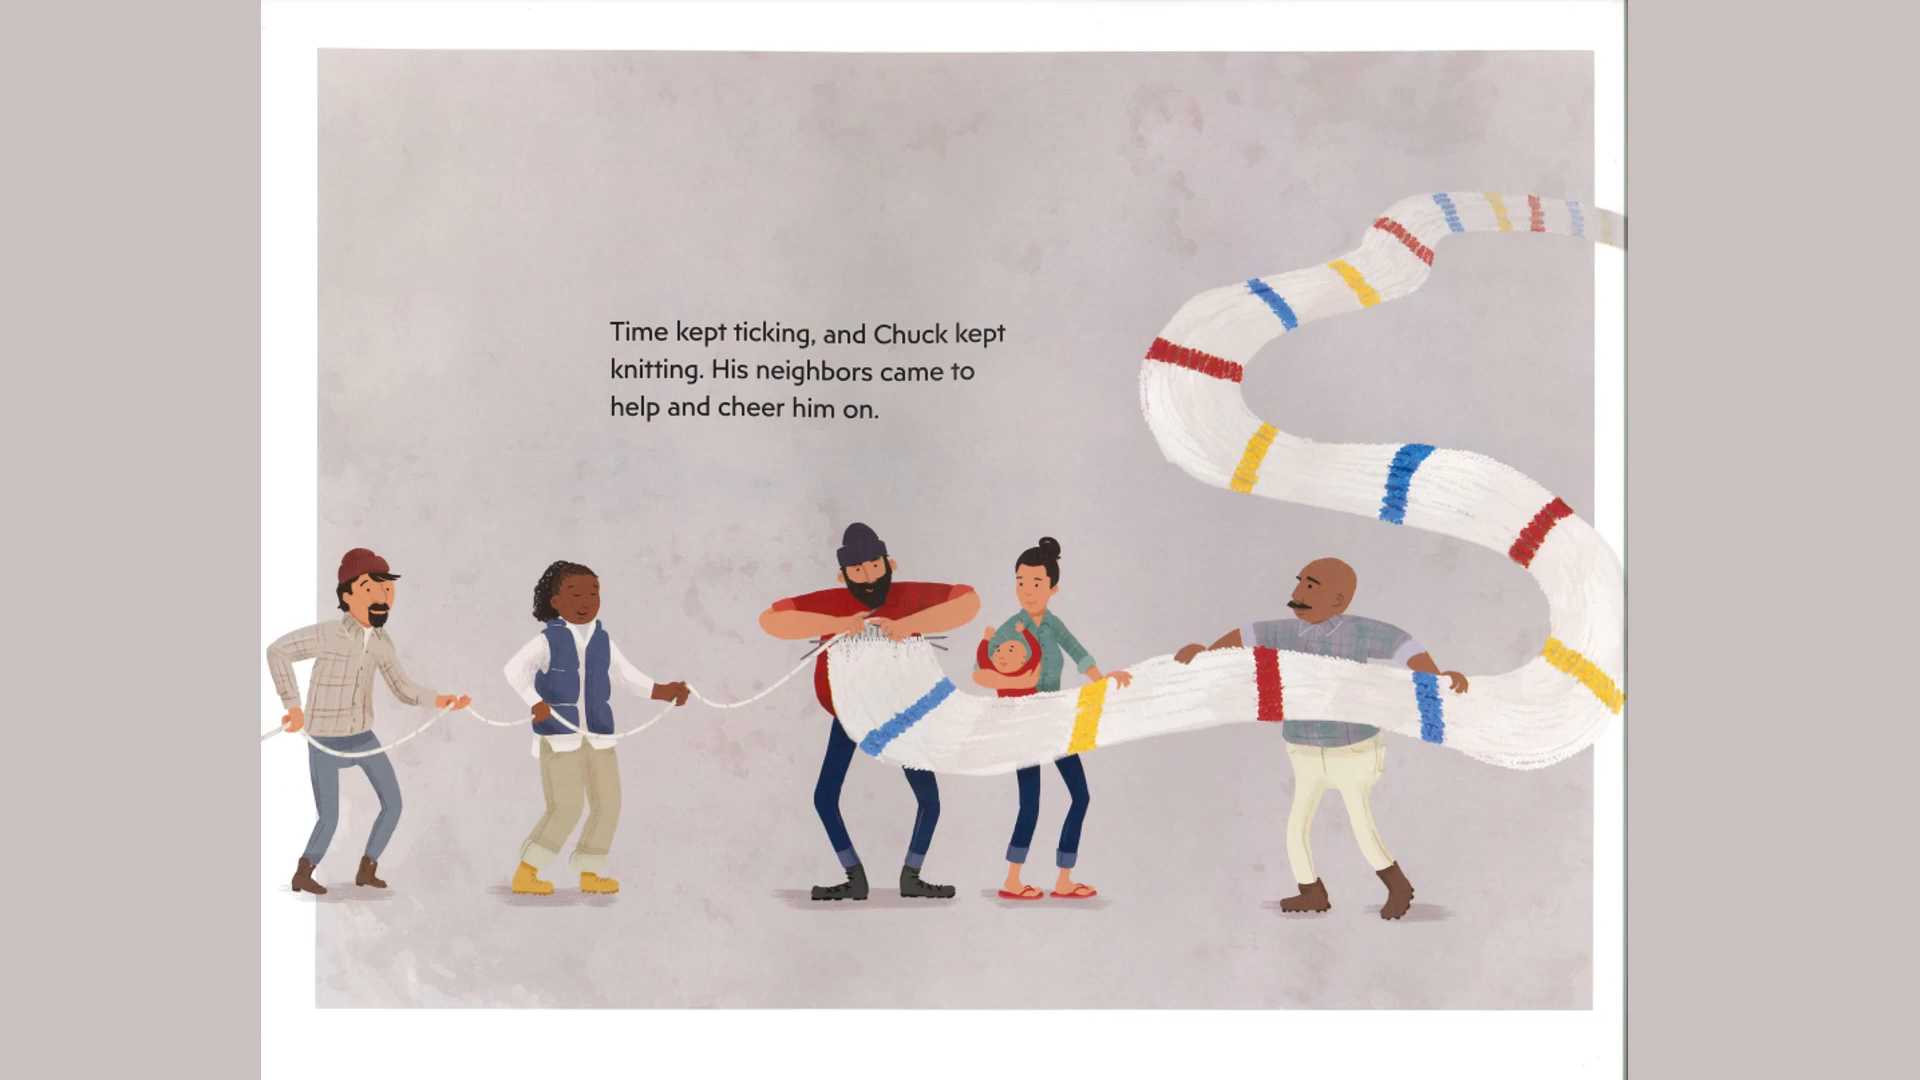 Time kept ticking, and Chuck kept
knitting. His neighbors came to
help and cheer him on.